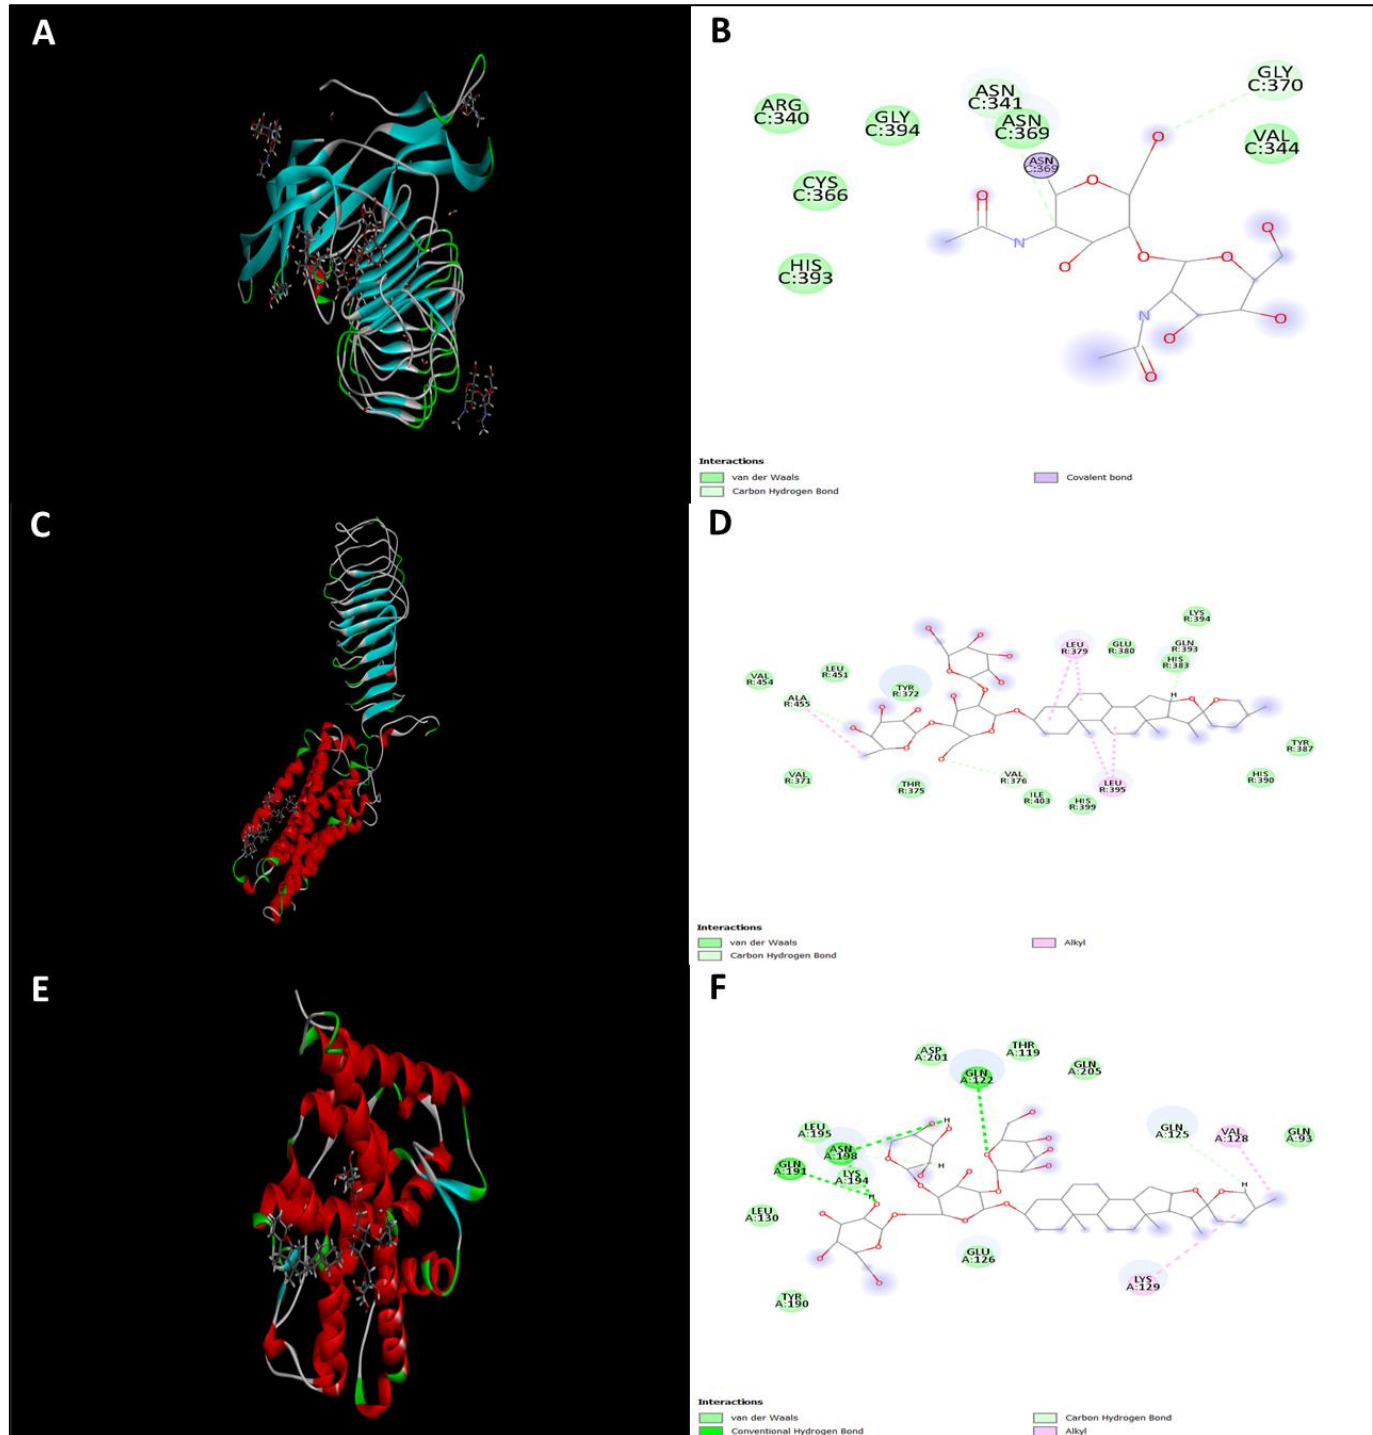 A
B
GLY
C:370
ASN
C:341
ARG
C:340
GLY
C:394
ASN
C:369
VAL
C:344
ASN
C:369
CYS
C:366
O
O
O
O
O
N
HIS
C:393
O
O
N
O
O
O
Interactions
van der Waals
Covalent bond
Carbon Hydrogen Bond
C
D
LYS
R:394
LEU
R:379
GLU
R:380
GLN
R:393
HIS
R:383
LEU
R:451
VAL
R:454
TYR
R:372
ALA
R:455
H
TYR
R:387
VAL
R:371
THR
R:375
VAL
R:376
HIS
R:390
LEU
R:395
ILE
R:403
HIS
R:399
Interactions
van der Waals
Alkyl
Carbon Hydrogen Bond
E
F
ASP
A:201
THR
A:119
GLN
A:122
GLN
A:205
LEU
A:195
GLN
A:125
VAL
A:128
GLN
A:93
ASN
A:198
GLN
A:191
LYS
A:194
H
H
H
H
LEU
A:130
GLU
A:126
LYS
A:129
TYR
A:190
Interactions
van der Waals
Carbon Hydrogen Bond
Conventional Hydrogen Bond
Alkyl